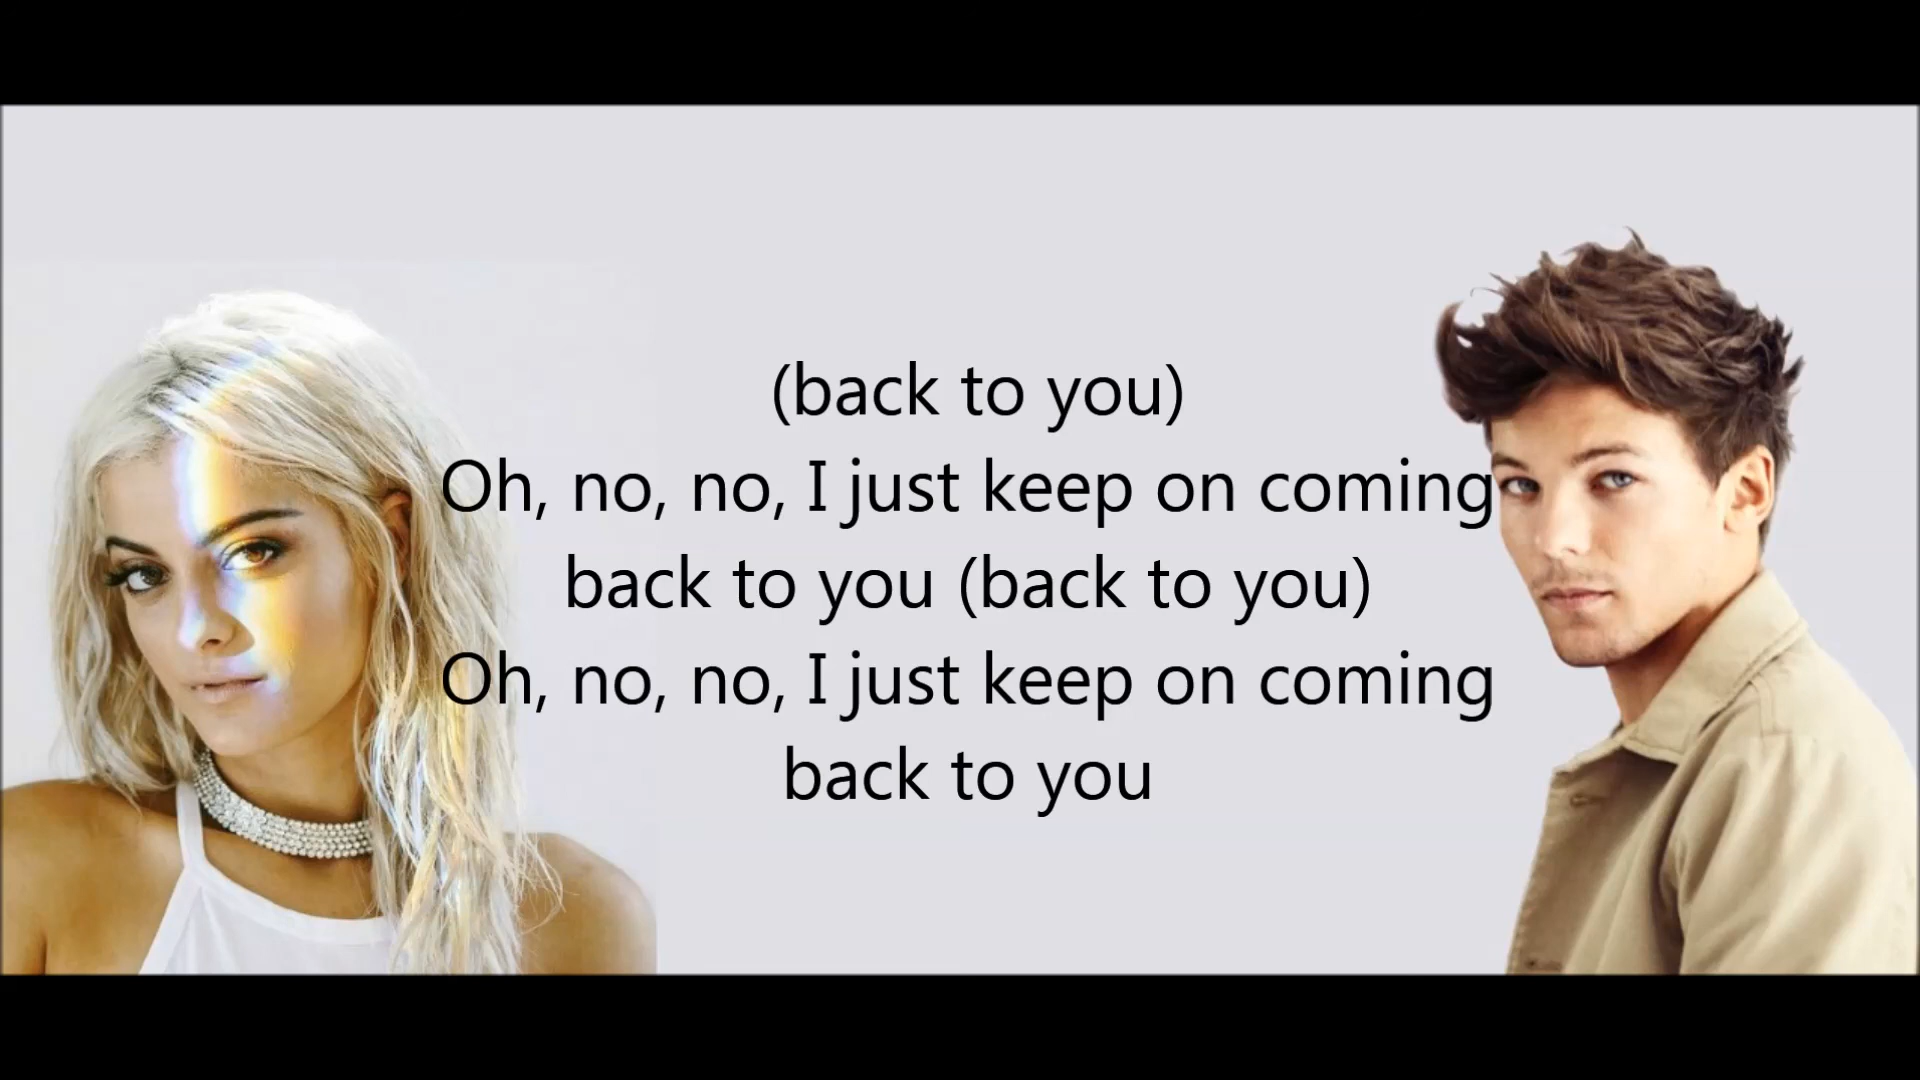 (back to you)
Oh, no, no, I just keep on coming
back to you (back to you)
Oh, no, no, I just keep on coming
back to you